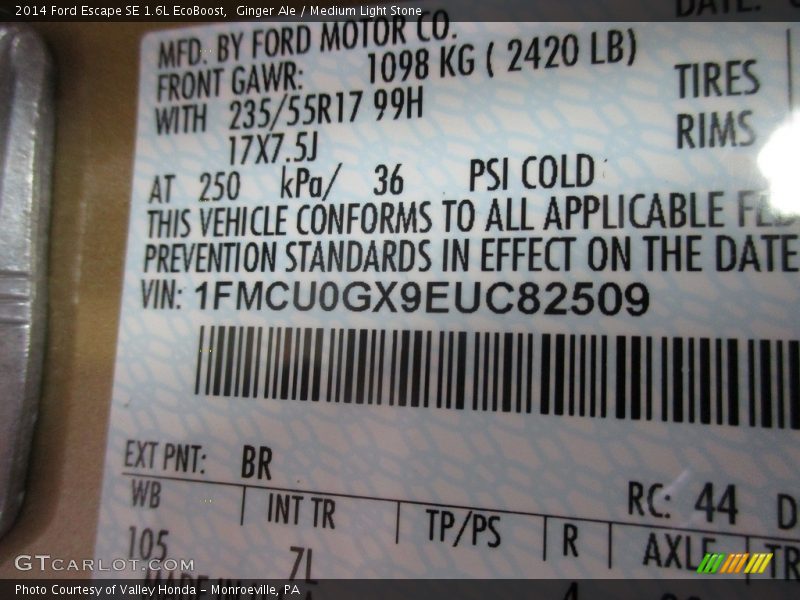 2014 Ford Escape SE 1.6L EcoBoost,  Ginger Ale / Medium Light Stone
DATE:
MFD. BY FORD MOTOR CO.
FRONT GAWR: 1098 KG ( 2420 LB)
WITH 235/55R17 99H TIRES
17X7.5J RIMS
AT 250 kPa/ 36 PSI COLD
THIS VEHICLE CONFORMS TO ALL APPLICABLE
PREVENTION STANDARDS IN EFFECT ON THE DATE
VIN: 1FMCU0GX9EUC82509
EXT PNT: BR RC: 44
WB INT TR TP/PS R AXLE TR
105 7L
GTCARLOT.COM
Photo Courtesy of Valley Honda - Monroeville, PA